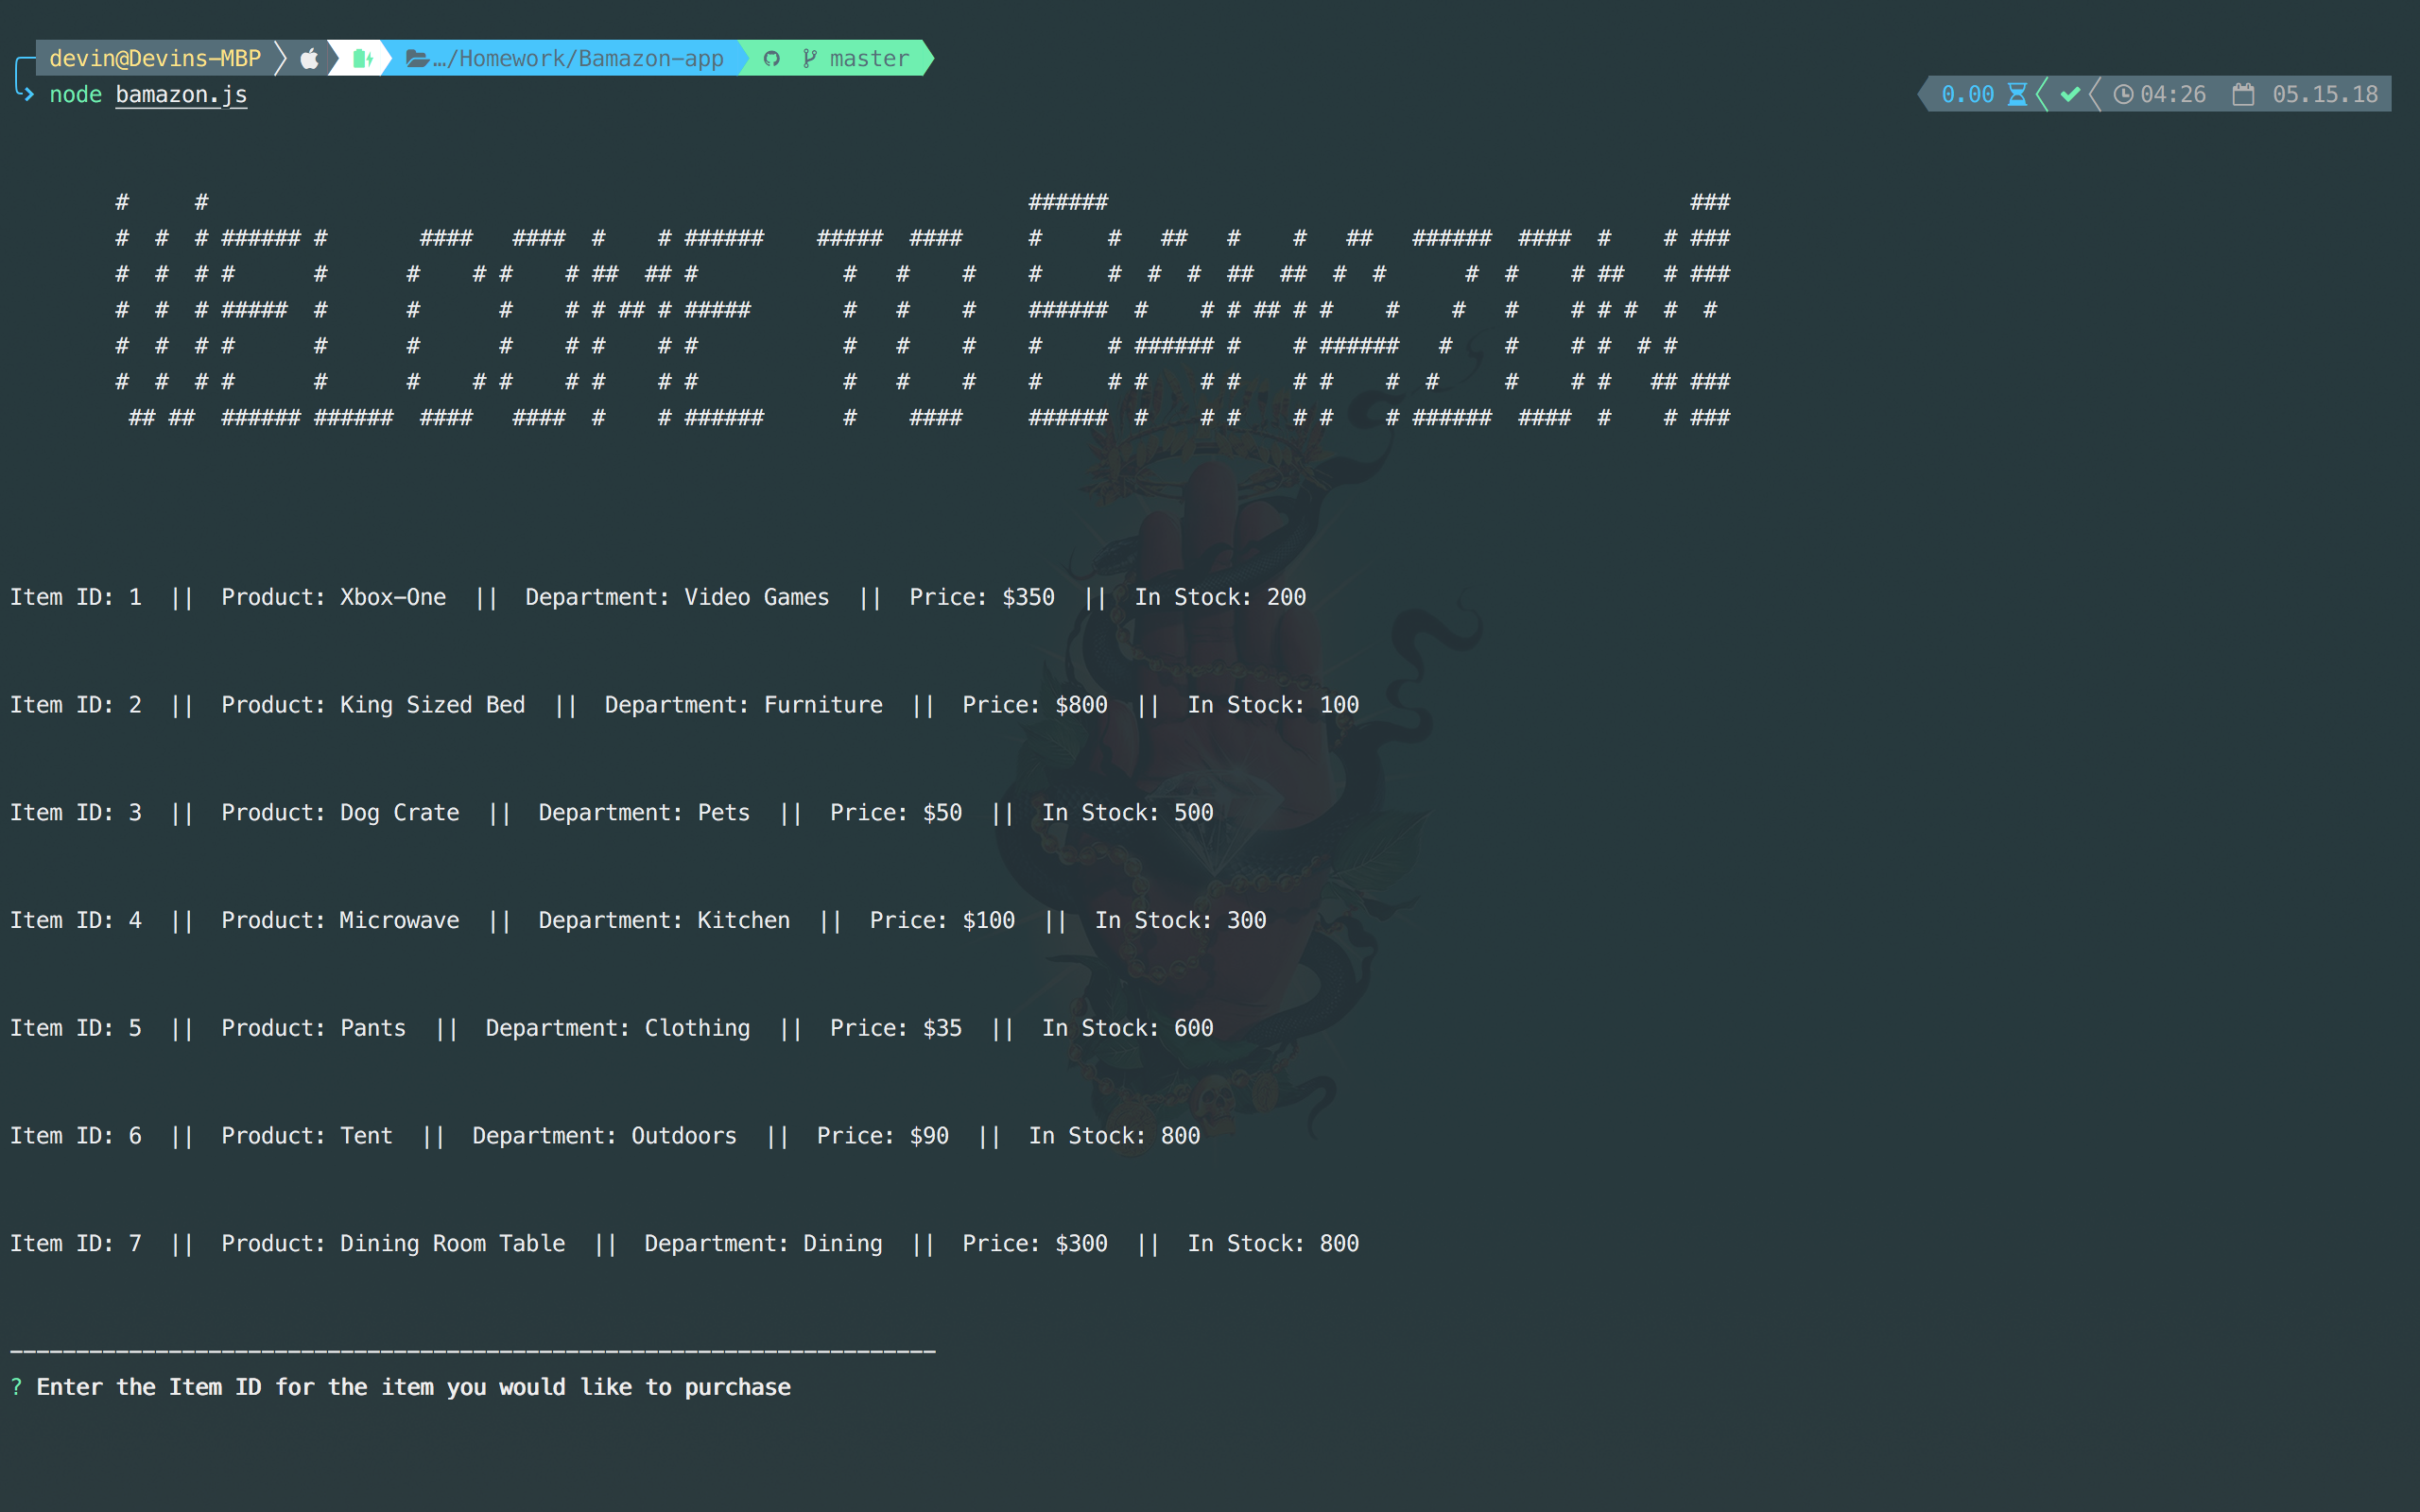 devin@Devins-MBP …/Homework/Bamazon-app master
node bamazon.js 0.00 04:26 05.15.18
Welcome to Bamazon!
Item ID: 1 || Product: Xbox-One || Department: Video Games || Price: $350 || In Stock: 200
Item ID: 2 || Product: King Sized Bed || Department: Furniture || Price: $800 || In Stock: 100
Item ID: 3 || Product: Dog Crate || Department: Pets || Price: $50 || In Stock: 500
Item ID: 4 || Product: Microwave || Department: Kitchen || Price: $100 || In Stock: 300
Item ID: 5 || Product: Pants || Department: Clothing || Price: $35 || In Stock: 600
Item ID: 6 || Product: Tent || Department: Outdoors || Price: $90 || In Stock: 800
Item ID: 7 || Product: Dining Room Table || Department: Dining || Price: $300 || In Stock: 800
----------------------------------------------------------------------
? Enter the Item ID for the item you would like to purchase